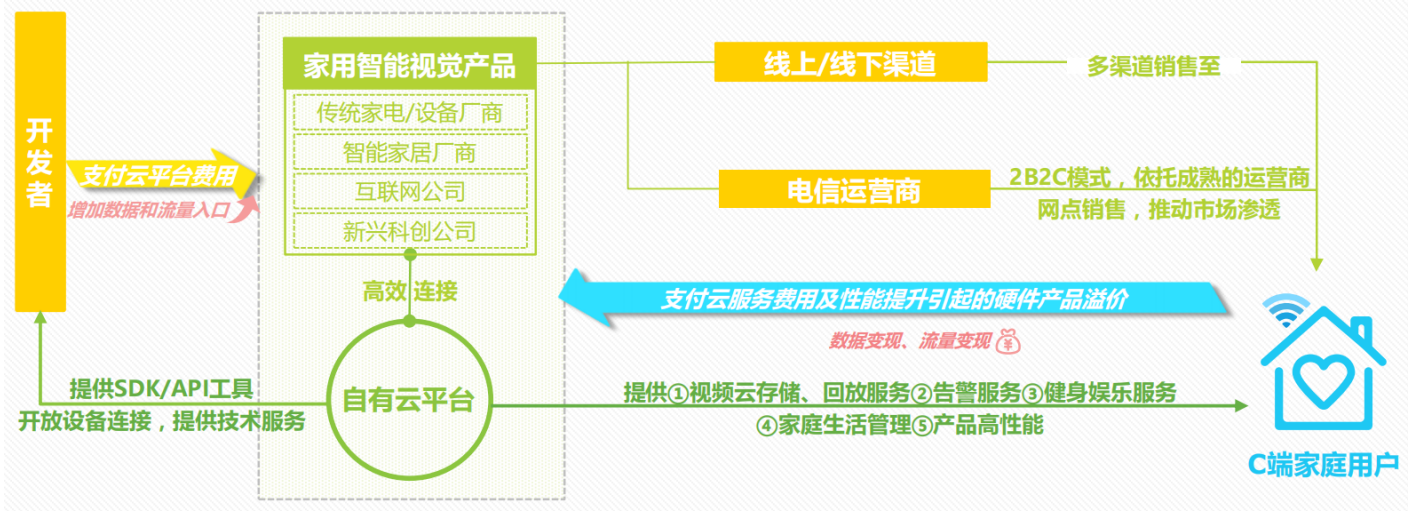 开发者
支付云平台费用
增加数据和流量入口
家用智能视觉产品
传统家电/设备厂商
智能家居厂商
互联网公司
新兴科创公司
高效 连接
自有云平台
提供SDK/API工具
开放设备连接，提供技术服务
线上/线下渠道
多渠道销售至
电信运营商
2B2C模式，依托成熟的运营商
网点销售，推动市场渗透
支付云服务费用及性能提升引起的硬件产品溢价
数据变现、流量变现
¥
提供①视频云存储、回放服务②告警服务③健身娱乐服务
④家庭生活管理⑤产品高性能
C端家庭用户